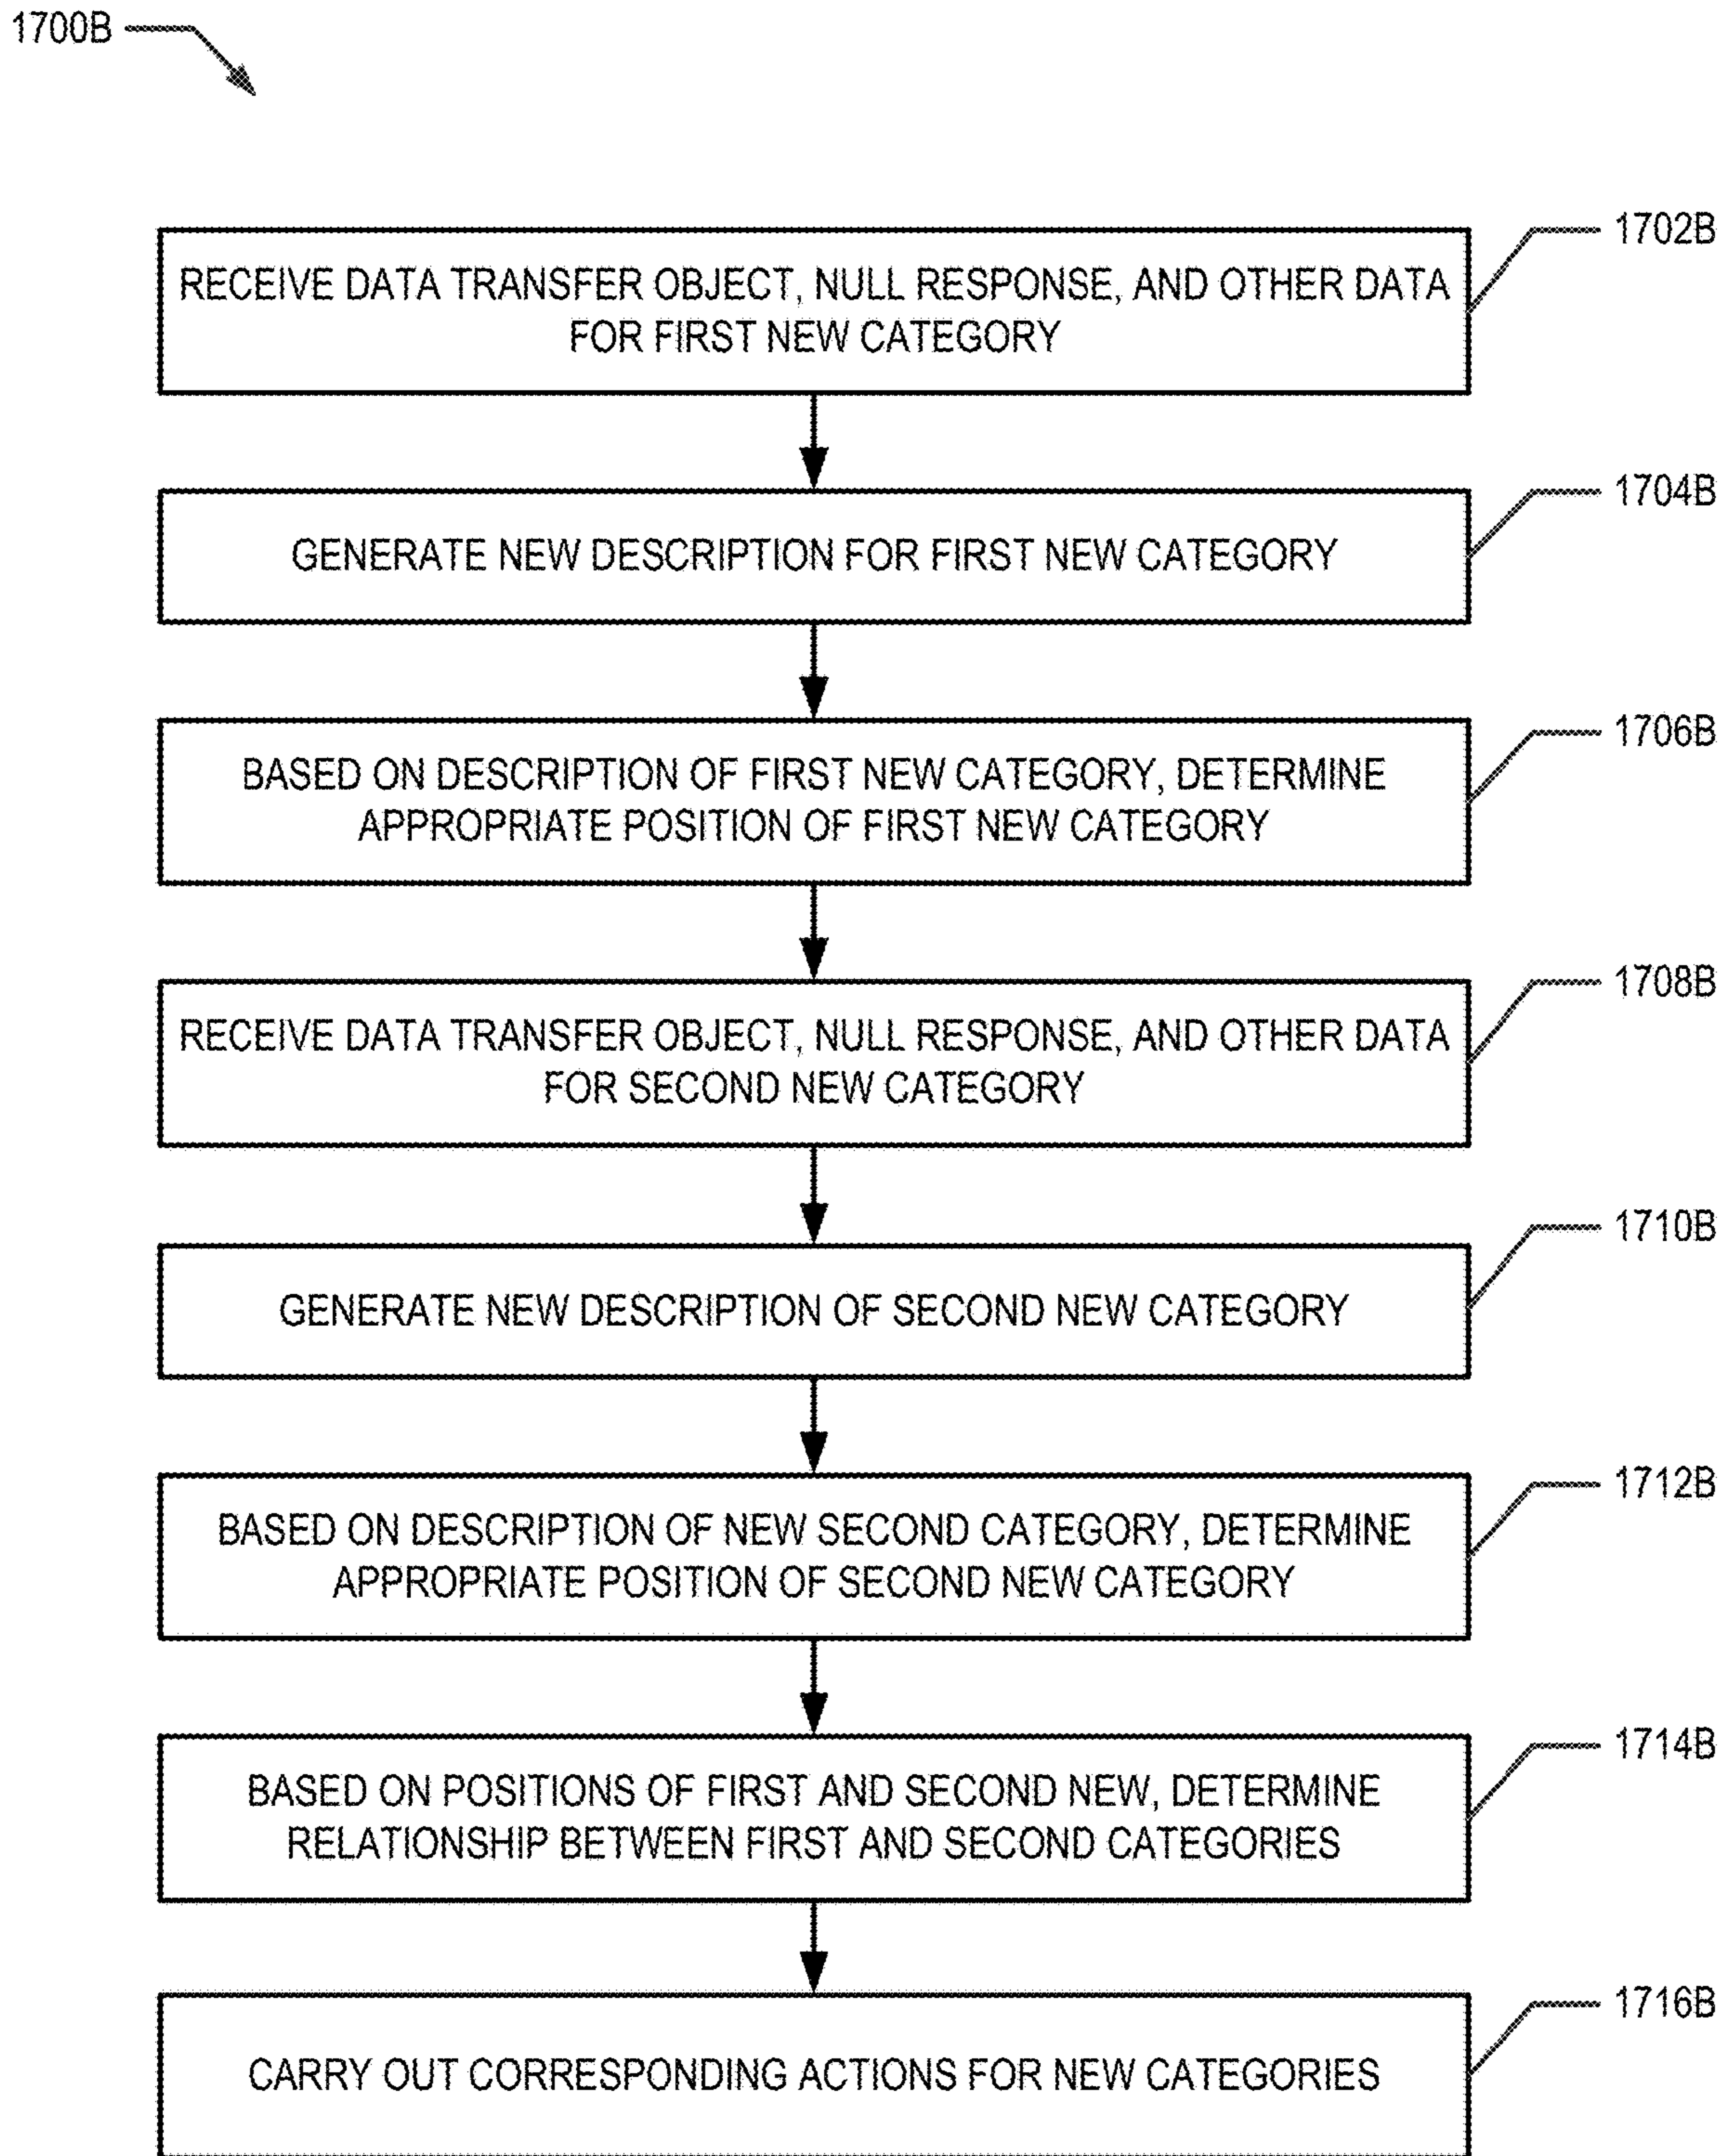 1700B
1702B
RECEIVE DATA TRANSFER OBJECT, NULL RESPONSE, AND OTHER DATA
FOR FIRST NEW CATEGORY
1704B
GENERATE NEW DESCRIPTION FOR FIRST NEW CATEGORY
1706B
BASED ON DESCRIPTION OF FIRST NEW CATEGORY, DETERMINE
APPROPRIATE POSITION OF FIRST NEW CATEGORY
1708B
RECEIVE DATA TRANSFER OBJECT, NULL RESPONSE, AND OTHER DATA
FOR SECOND NEW CATEGORY
1710B
GENERATE NEW DESCRIPTION OF SECOND NEW CATEGORY
1712B
BASED ON DESCRIPTION OF NEW SECOND CATEGORY, DETERMINE
APPROPRIATE POSITION OF SECOND NEW CATEGORY
1714B
BASED ON POSITIONS OF FIRST AND SECOND NEW, DETERMINE
RELATIONSHIP BETWEEN FIRST AND SECOND CATEGORIES
1716B
CARRY OUT CORRESPONDING ACTIONS FOR NEW CATEGORIES